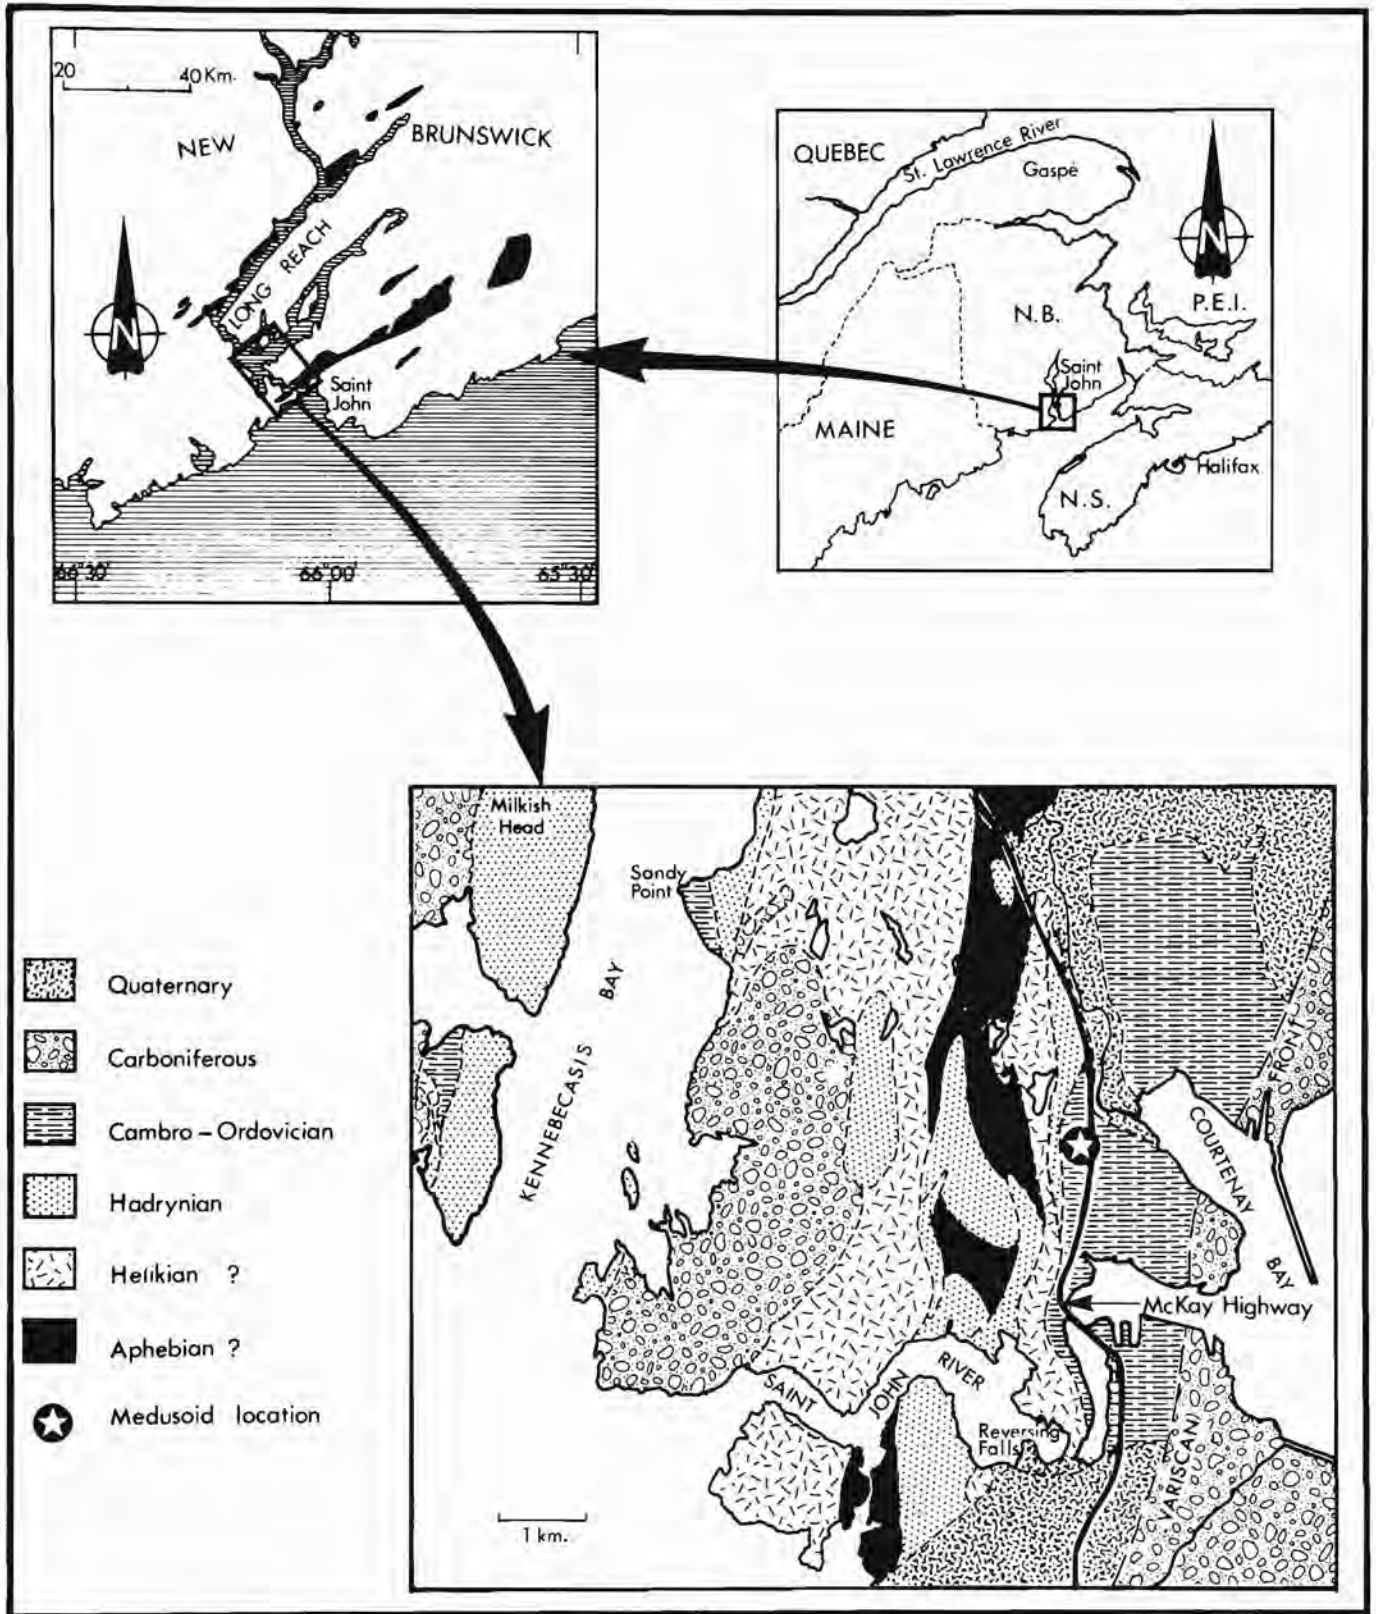 20 40 Km.
NEW BRUNSWICK
LONG REACH
N
Saint
John
66°30' 66°00' 65°30'
QUEBEC
St. Lawrence River
Gaspé
N
P.E.I.
N.B.
Saint
John
MAINE
Halifax
N.S.
Milkish
Head
Sandy
Point
KENNEBECASIS BAY
FRONT
COURTENAY
BAY
McKay Highway
SAINT JOHN RIVER
Reversing
Falls
VARISCAN
1 km.
Quaternary
Carboniferous
Cambro – Ordovician
Hadrynian
Helikian ?
Aphebian ?
Medusoid location